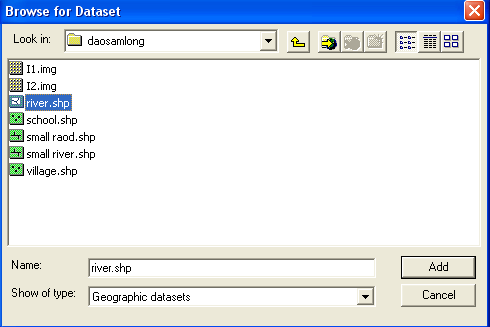 Browse for Dataset
Look in: daosamlong
I1.img
I2.img
river.shp
school.shp
small raod.shp
small river.shp
village.shp
Name: river.shp Add
Show of type: Geographic datasets Cancel